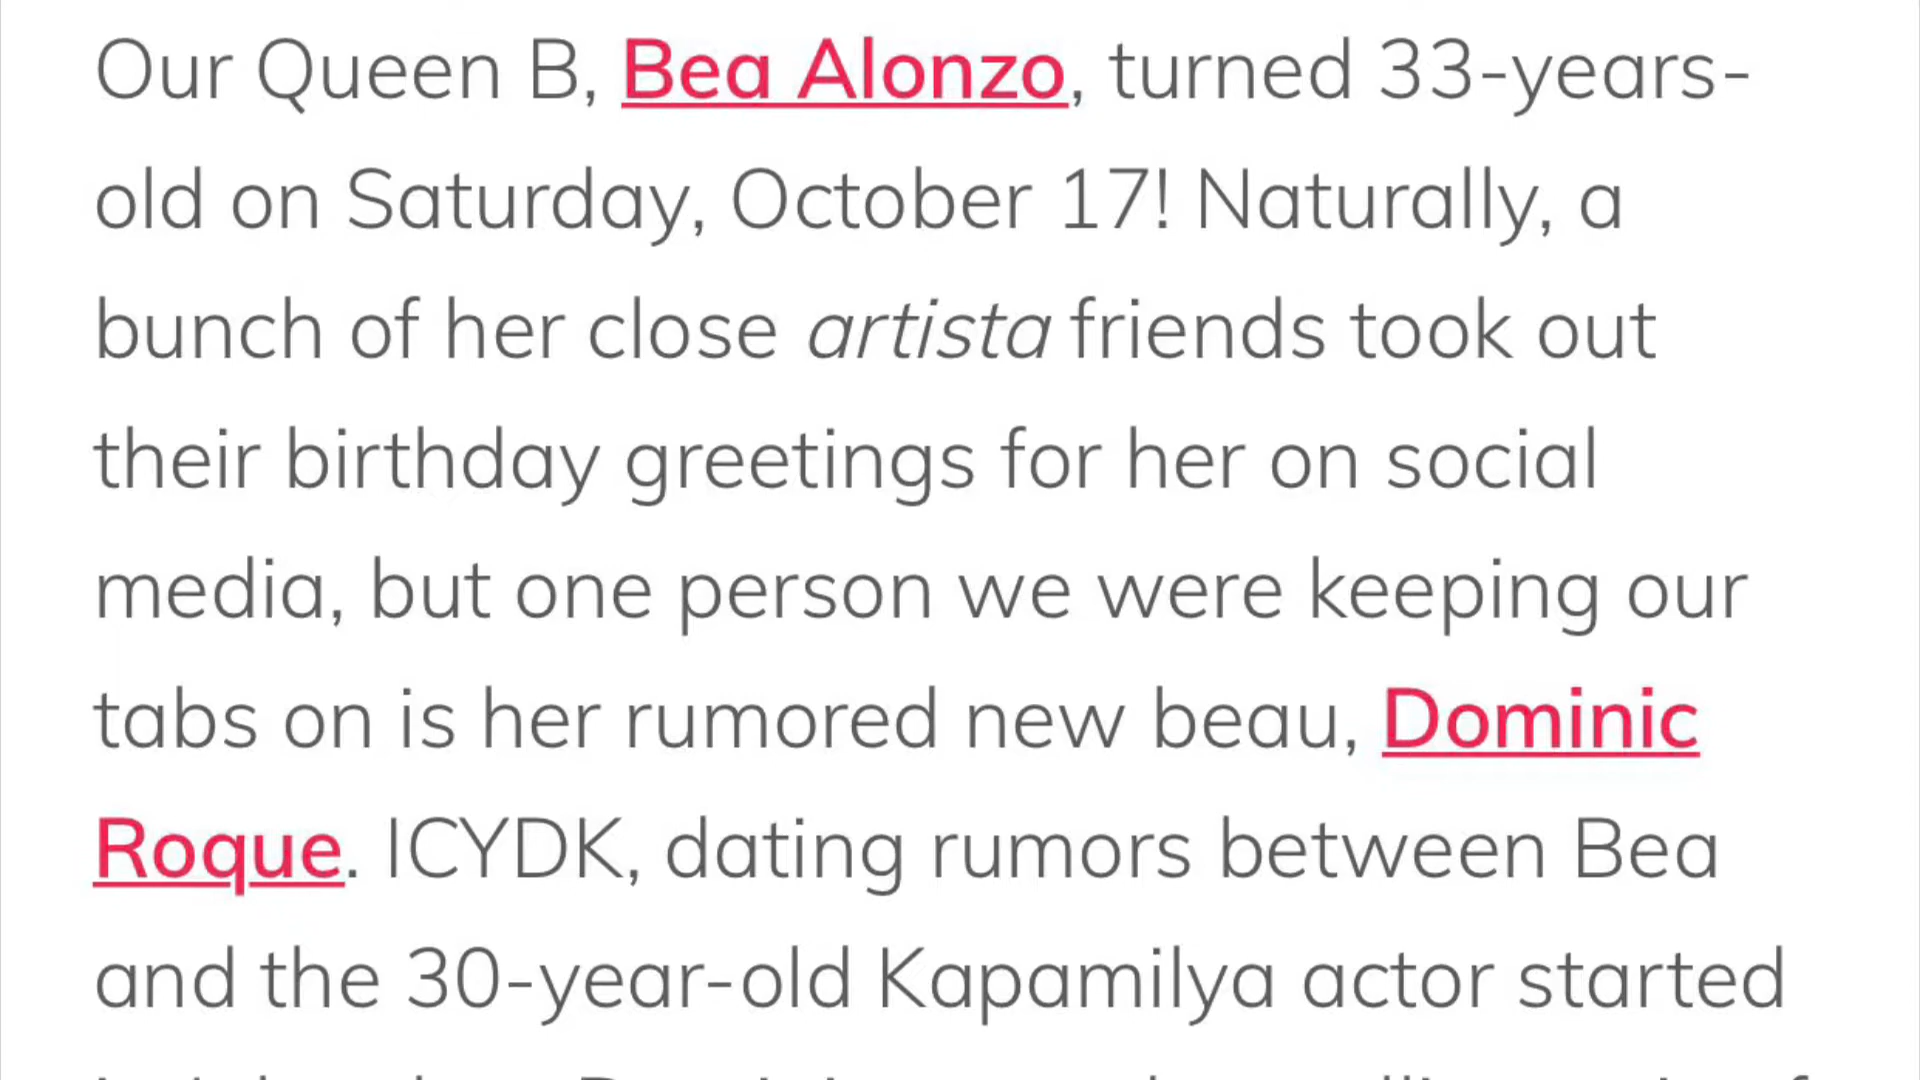 Our Queen B, Bea Alonzo, turned 33-years-
old on Saturday, October 17! Naturally, a
bunch of her close artista friends took out
their birthday greetings for her on social
media, but one person we were keeping our
tabs on is her rumored new beau, Dominic
Roque. ICYDK, dating rumors between Bea
and the 30-year-old Kapamilya actor started